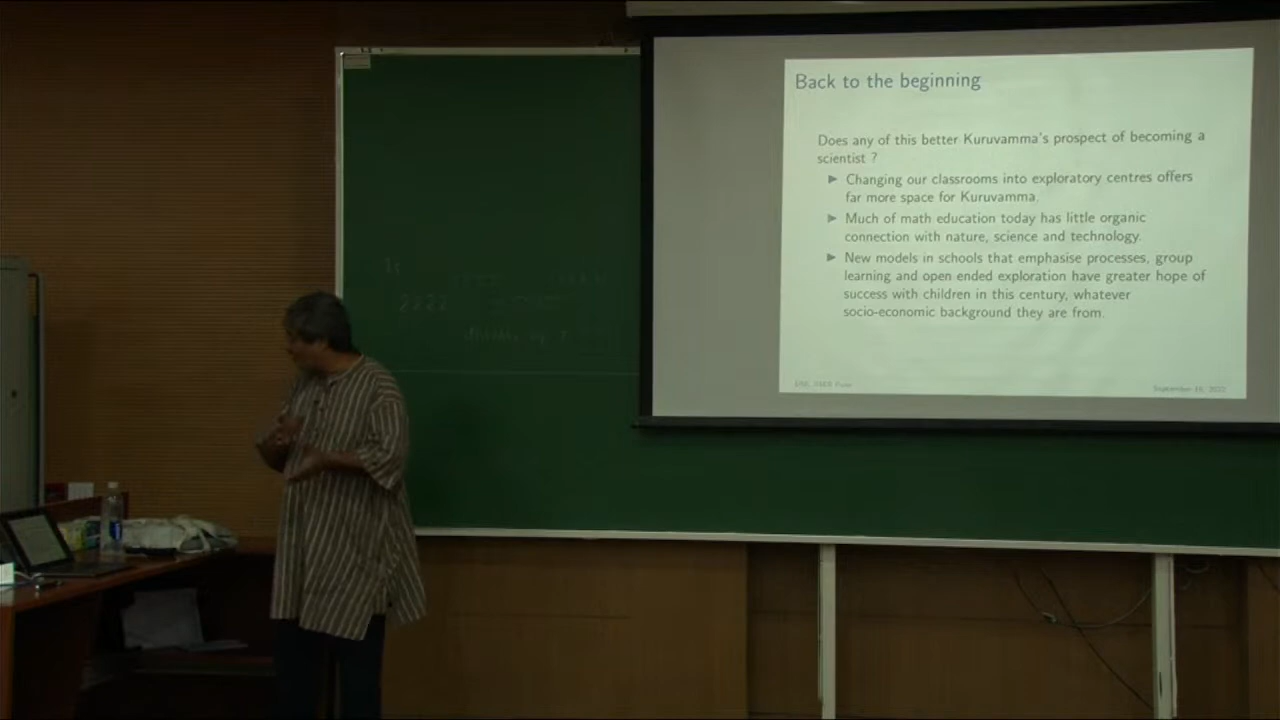 Back to the beginning
Does any of this better Kuruvamma's prospect of becoming a
scientist ?
▶ Changing our classrooms into exploratory centres offers
far more space for Kuruvamma.
▶ Much of math education today has little organic
connection with nature, science and technology.
▶ New models in schools that emphasise processes, group
learning and open ended exploration have greater hope of
success with children in this century, whatever
socio-economic background they are from.
September 16, 2022